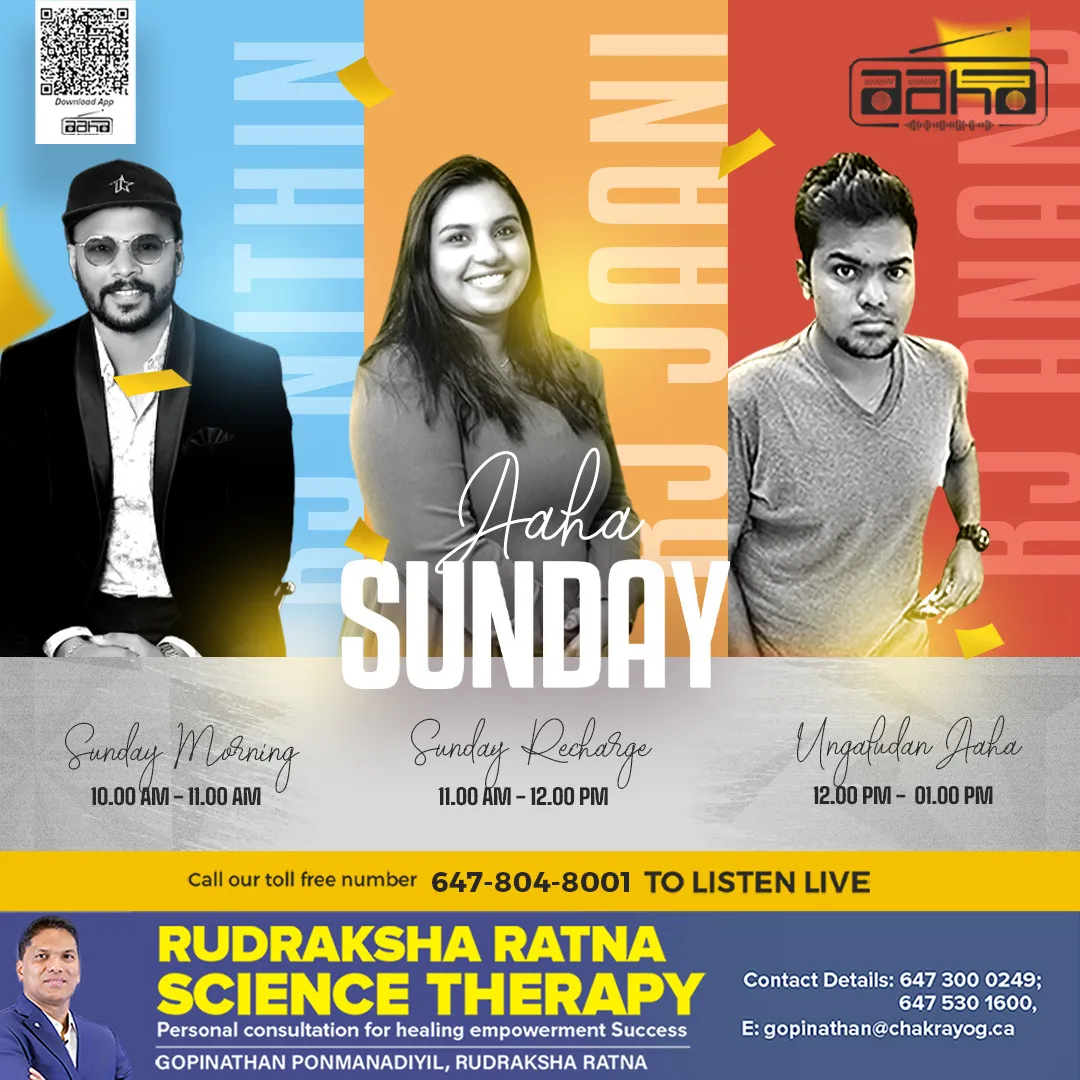 Download App
aaha
aaha
RJ NITHIN
RJ JAANI
RJ ANAND
Aaha
SUNDAY
Sunday Morning
10.00 AM – 11.00 AM
Sunday Recharge
11.00 AM – 12.00 PM
Ungaludan Aaha
12.00 PM – 01.00 PM
Call our toll free number 647-804-8001 TO LISTEN LIVE
RUDRAKSHA RATNA
SCIENCE THERAPY
Personal consultation for healing empowerment Success
GOPINATHAN PONMANADIYIL, RUDRAKSHA RATNA
Contact Details: 647 300 0249;
647 530 1600,
E: gopinathan@chakrayog.ca